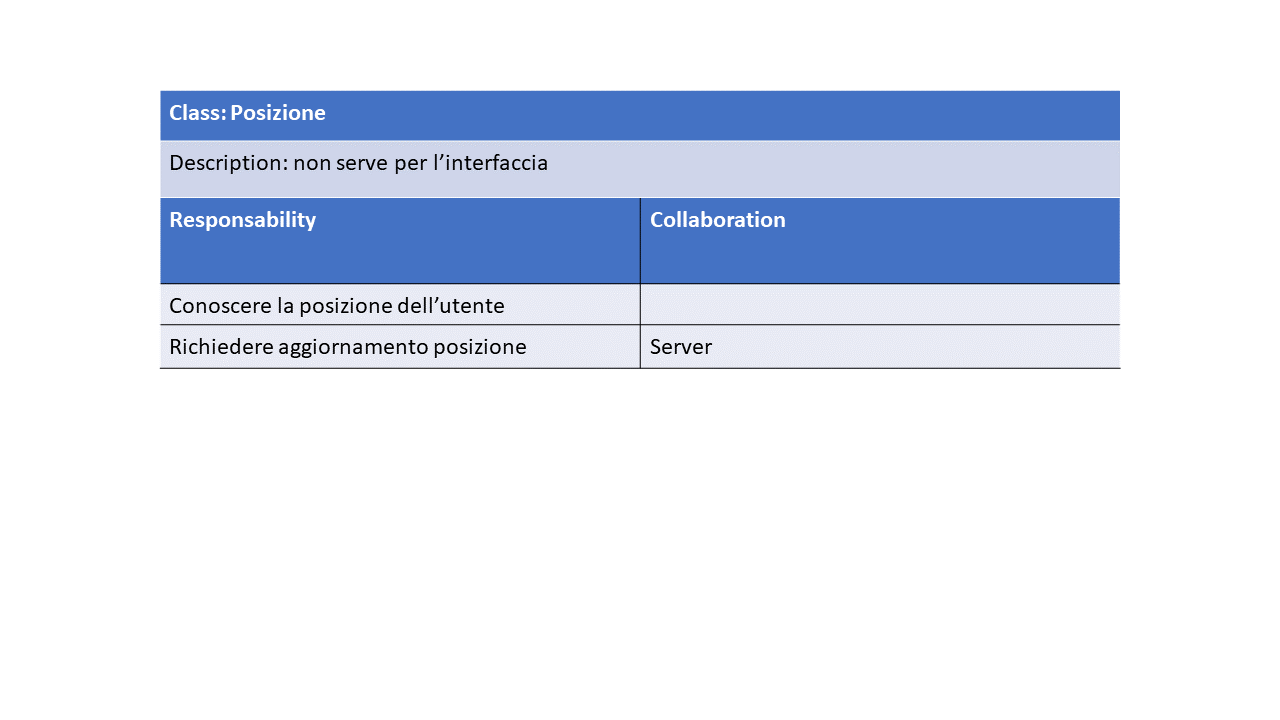 Class: Posizione
Description: non serve per l’interfaccia
Responsability
Collaboration
Conoscere la posizione dell’utente
Richiedere aggiornamento posizione
Server